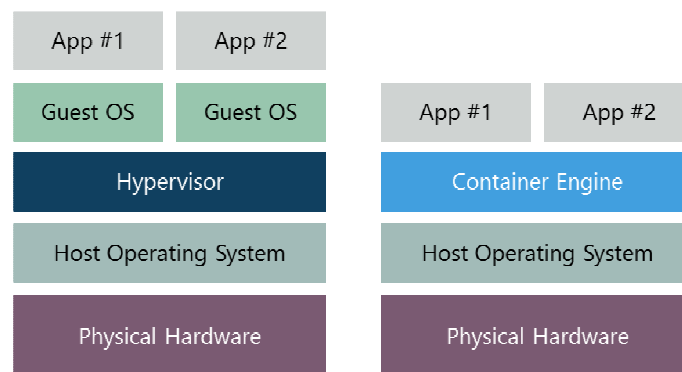 App #1
App #2
Guest OS
Guest OS
Hypervisor
Host Operating System
Physical Hardware
App #1
App #2
Container Engine
Host Operating System
Physical Hardware